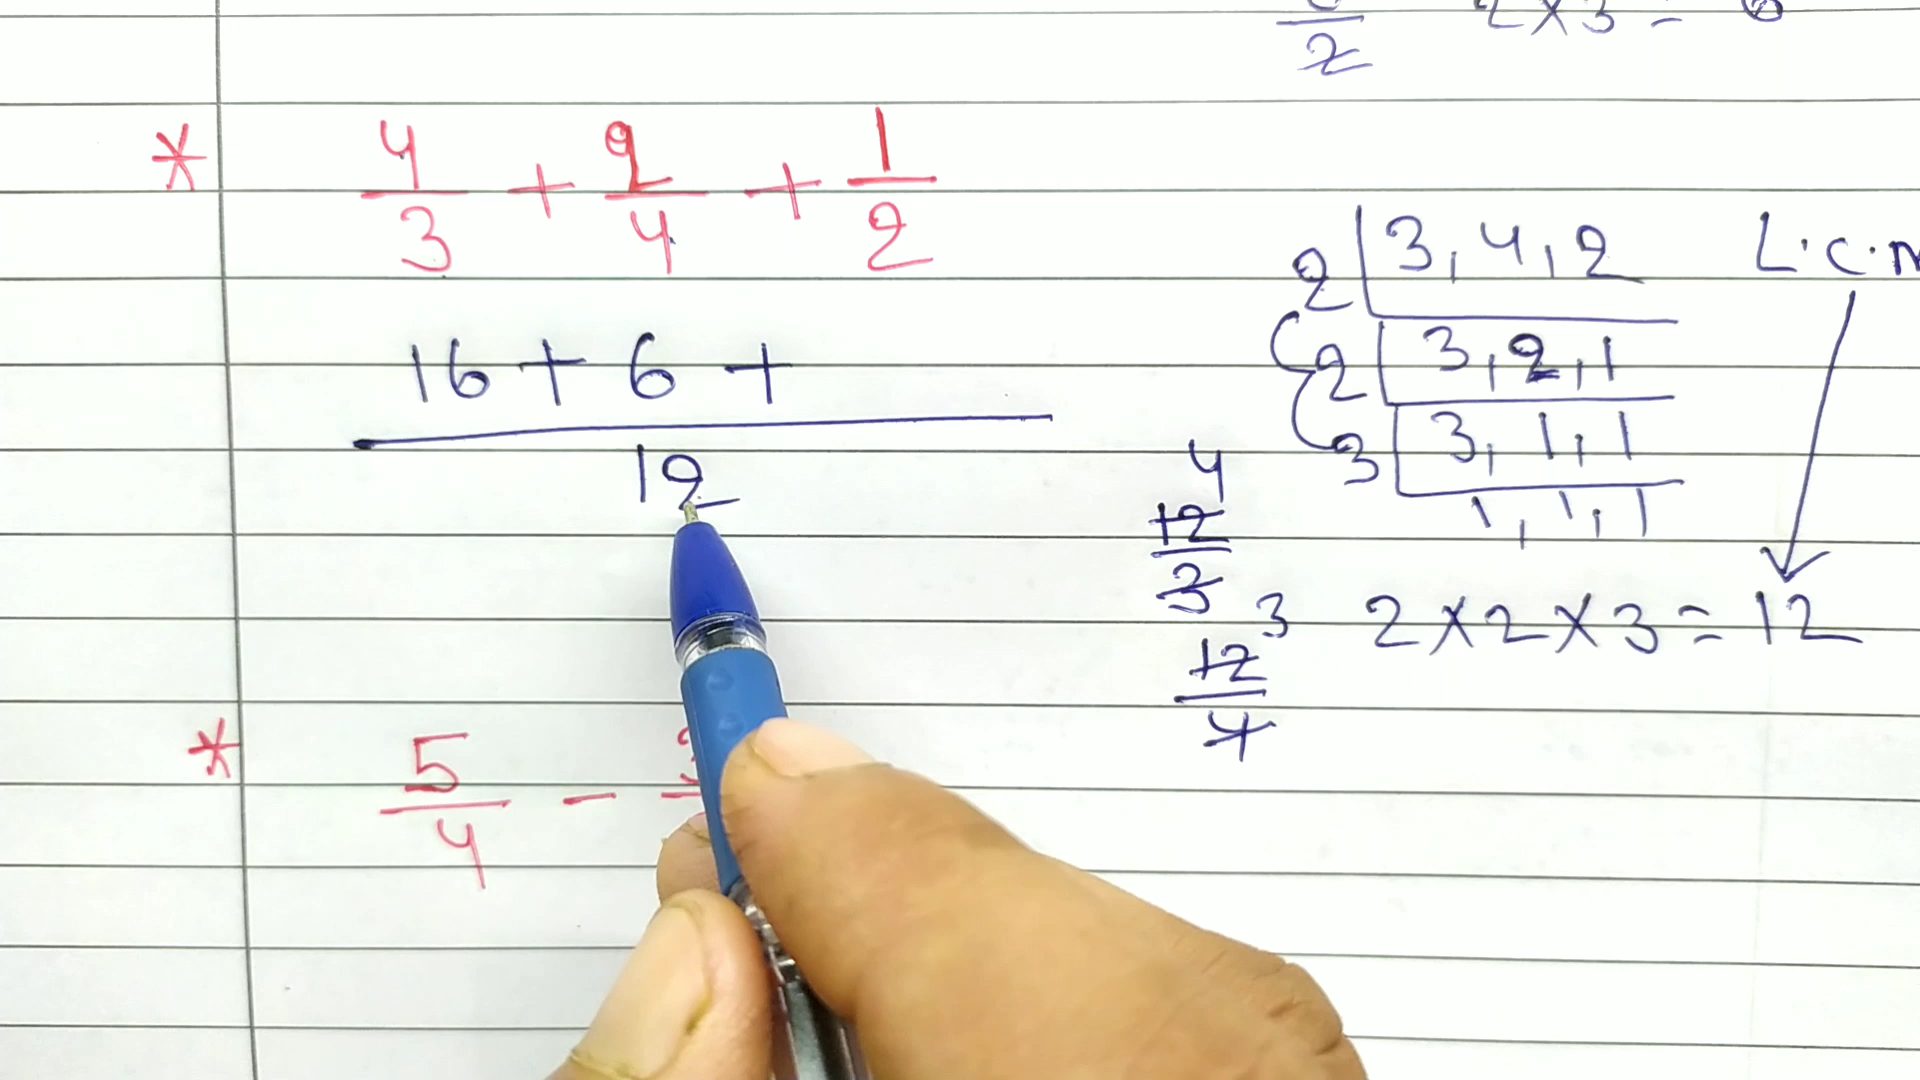 2 2×3 = 6
* 4/3 + 2/4 + 1/2
16 + 6 +
12
2 | 3, 4, 2 L.C.M
2 | 3, 2, 1
3 | 3, 1, 1
1, 1, 1
4
12/3
3
12/4
2×2×3 = 12
* 5/4 -